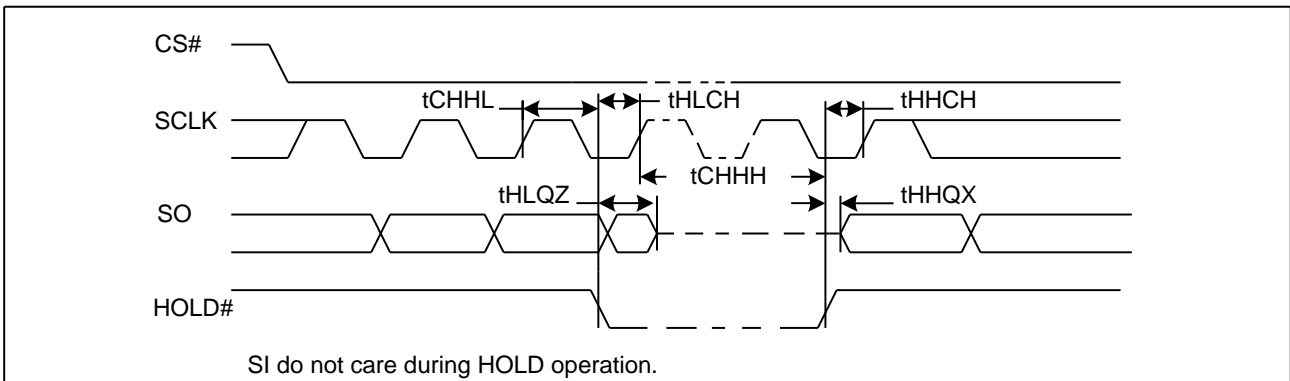 CS#
tCHHL
tHLCH
tHHCH
SCLK
tCHHH
tHLQZ
tHHQX
SO
HOLD#
SI do not care during HOLD operation.